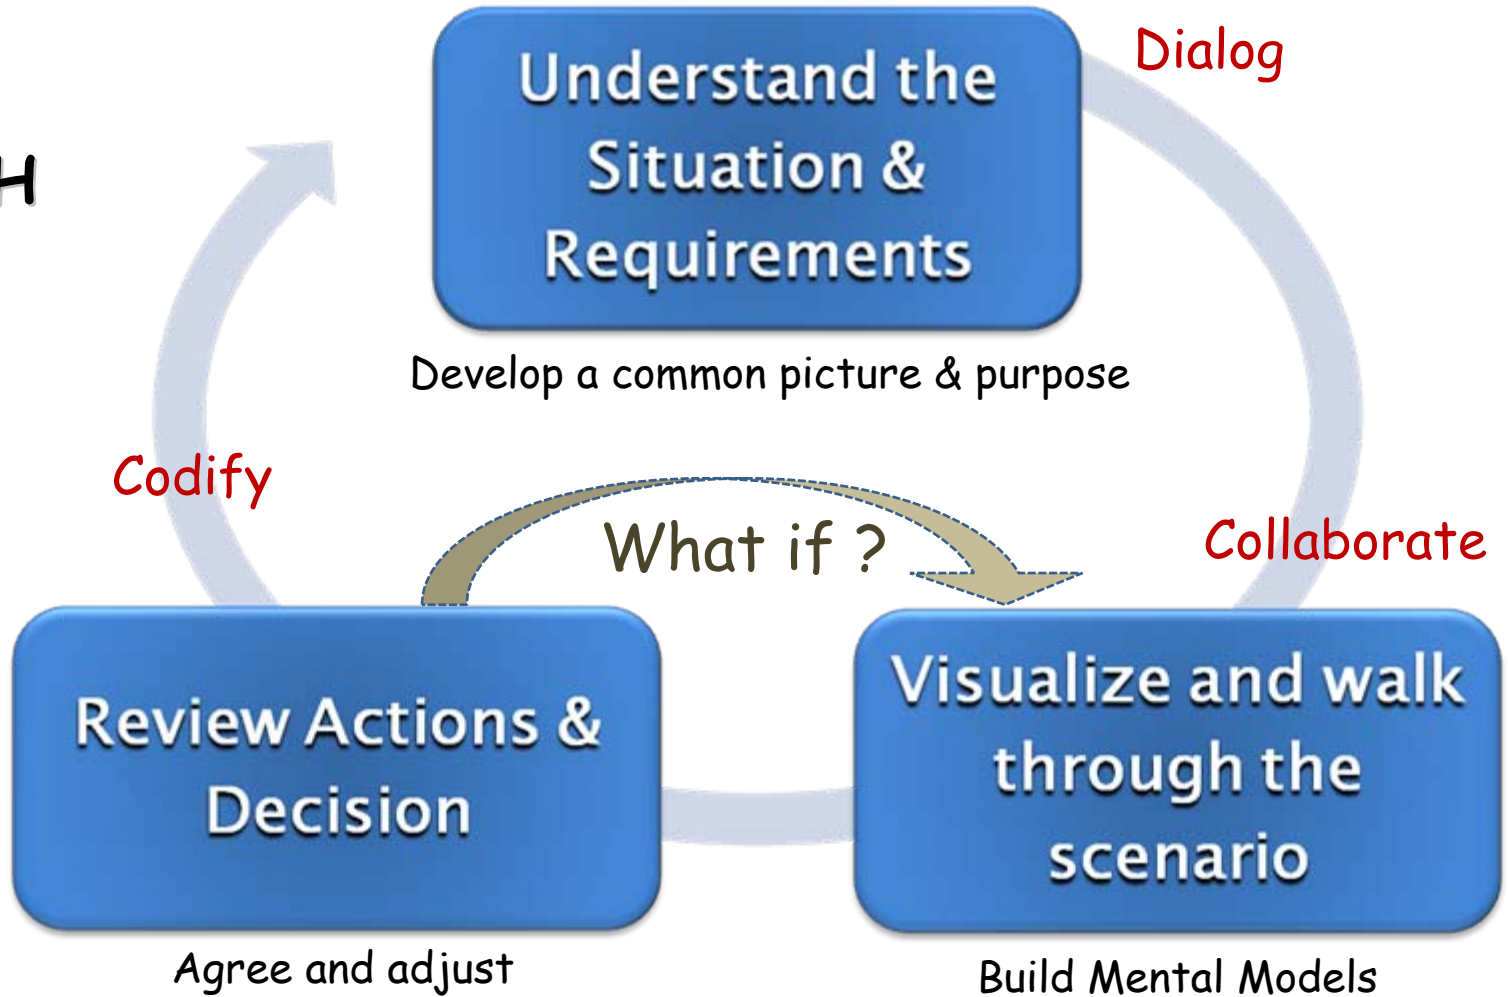 Dialog
Understand the
Situation &
Requirements
H
Develop a common picture & purpose
Codify
What if ?
Collaborate
Review Actions &
Decision
Visualize and walk
through the
scenario
Agree and adjust
Build Mental Models